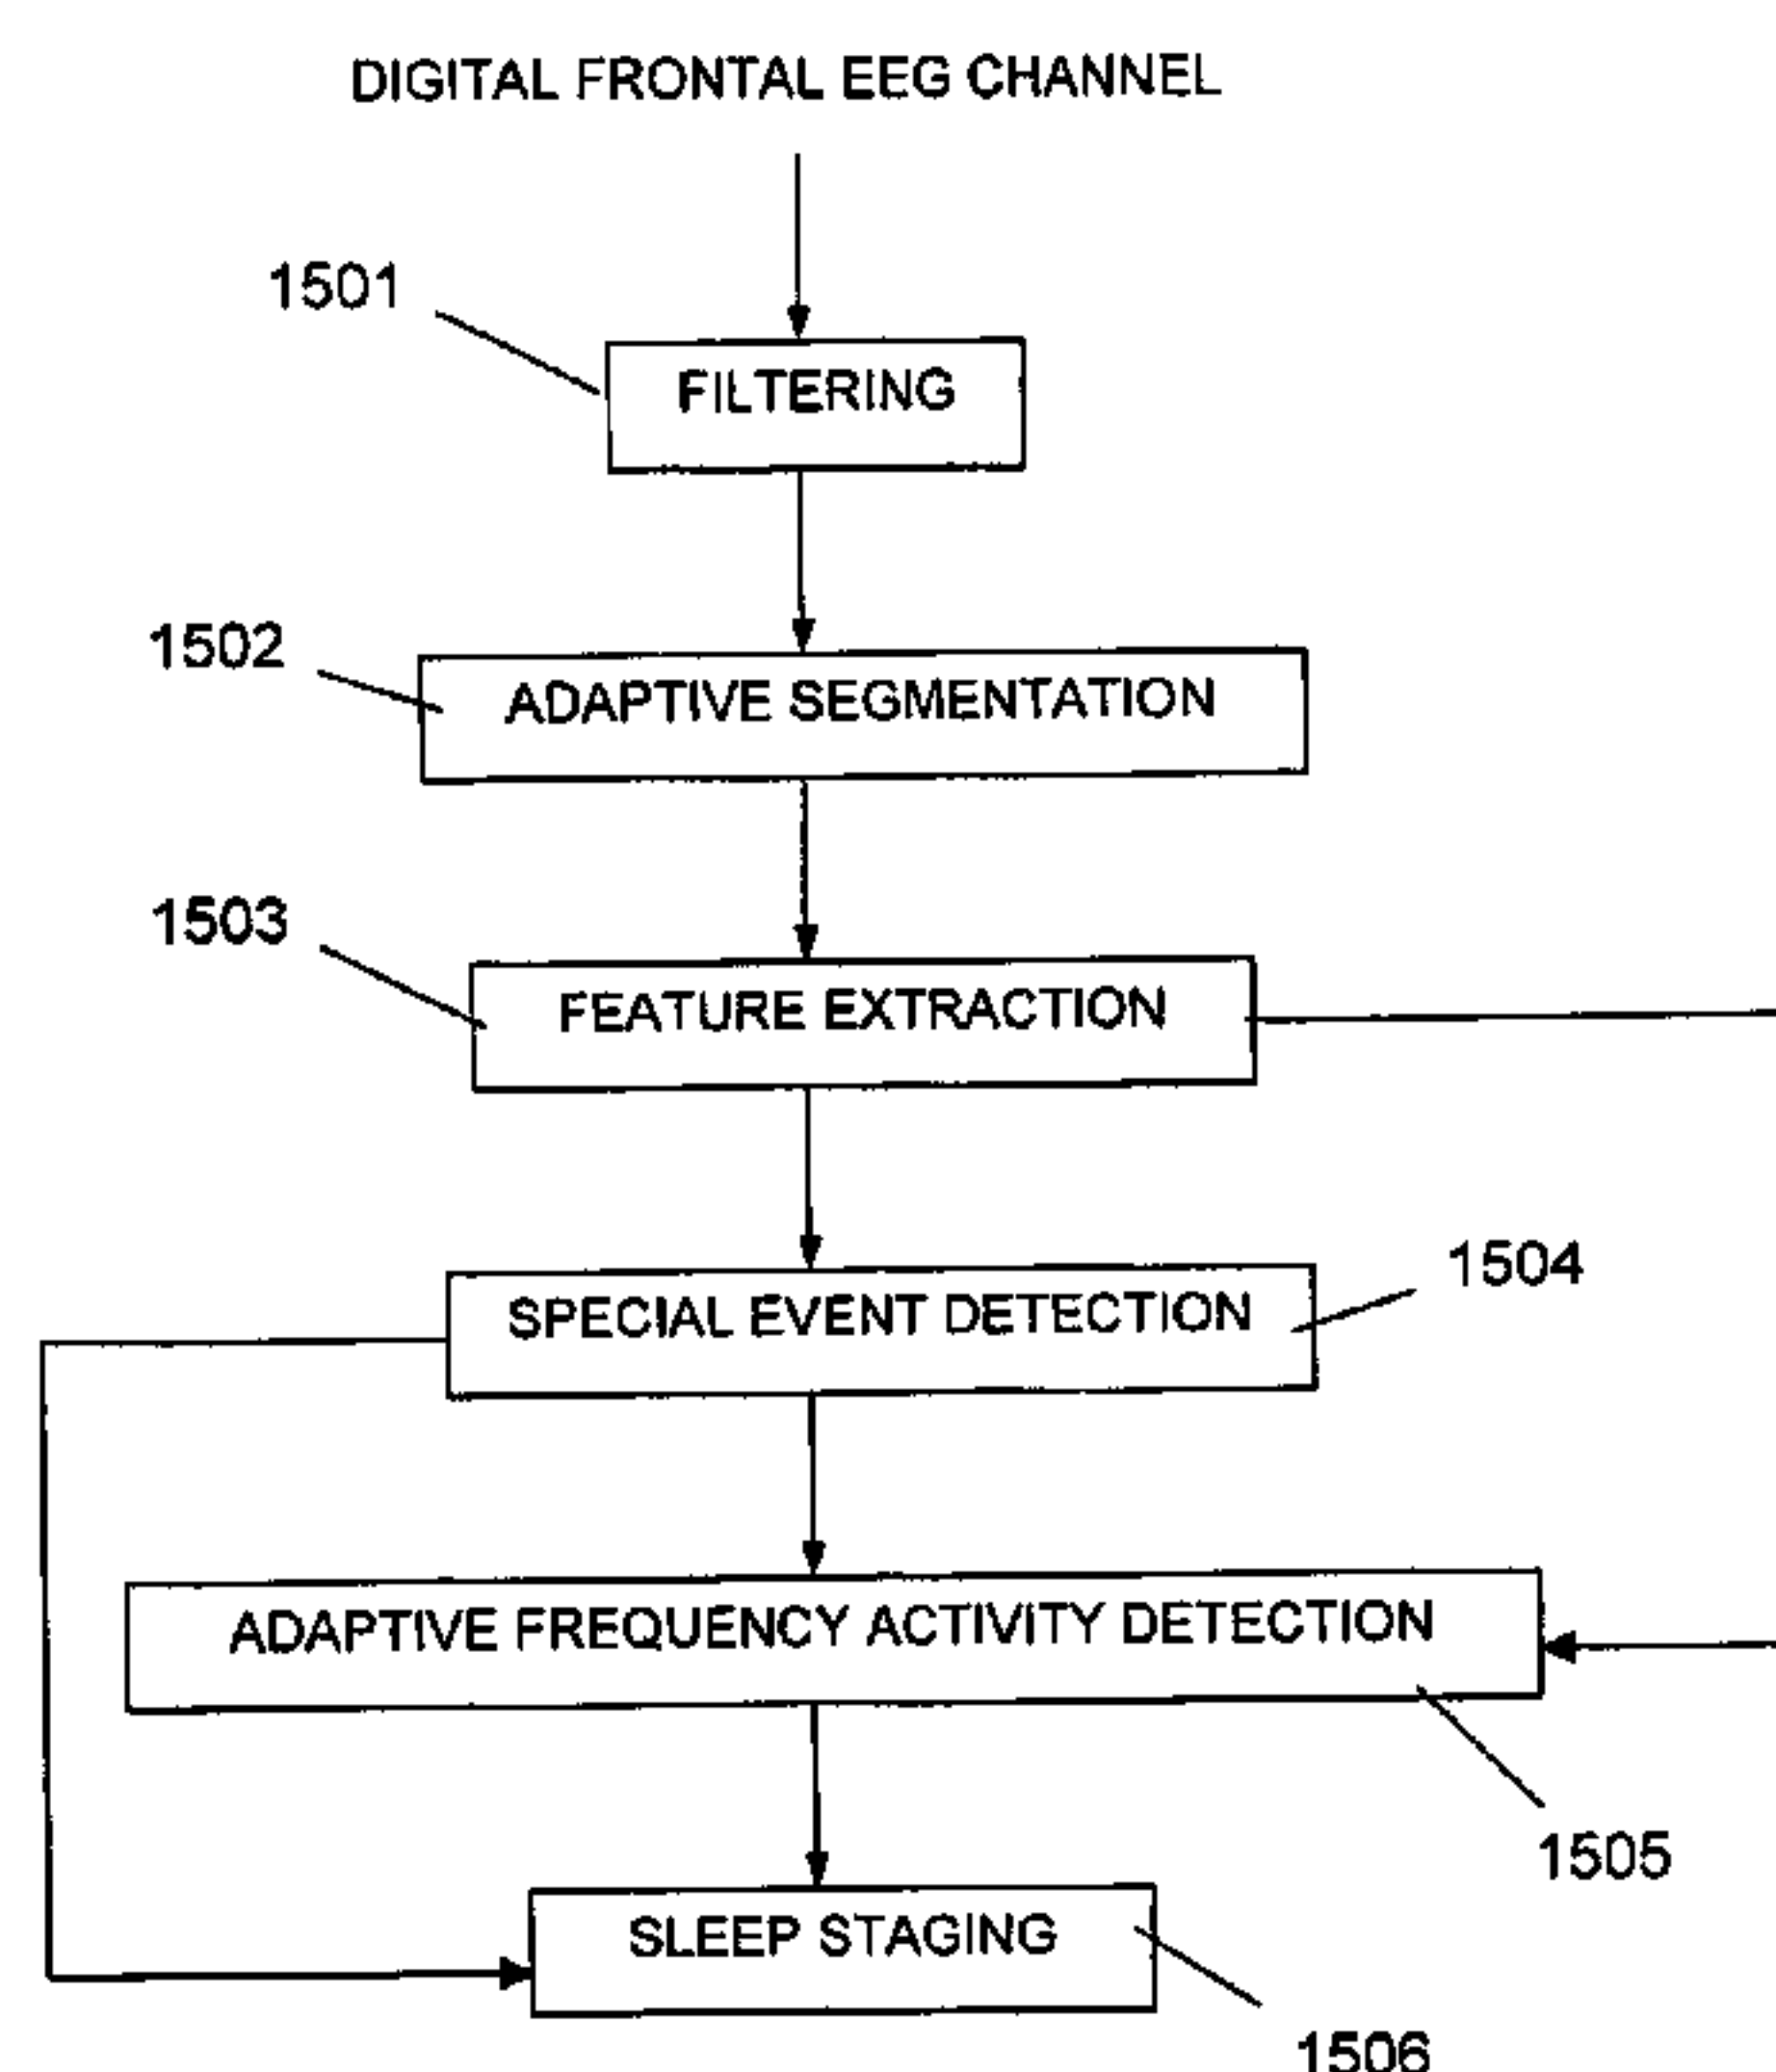 DIGITAL FRONTAL EEG CHANNEL
1501
FILTERING
1502
ADAPTIVE SEGMENTATION
1503
FEATURE EXTRACTION
1504
SPECIAL EVENT DETECTION
ADAPTIVE FREQUENCY ACTIVITY DETECTION
1505
SLEEP STAGING
1506